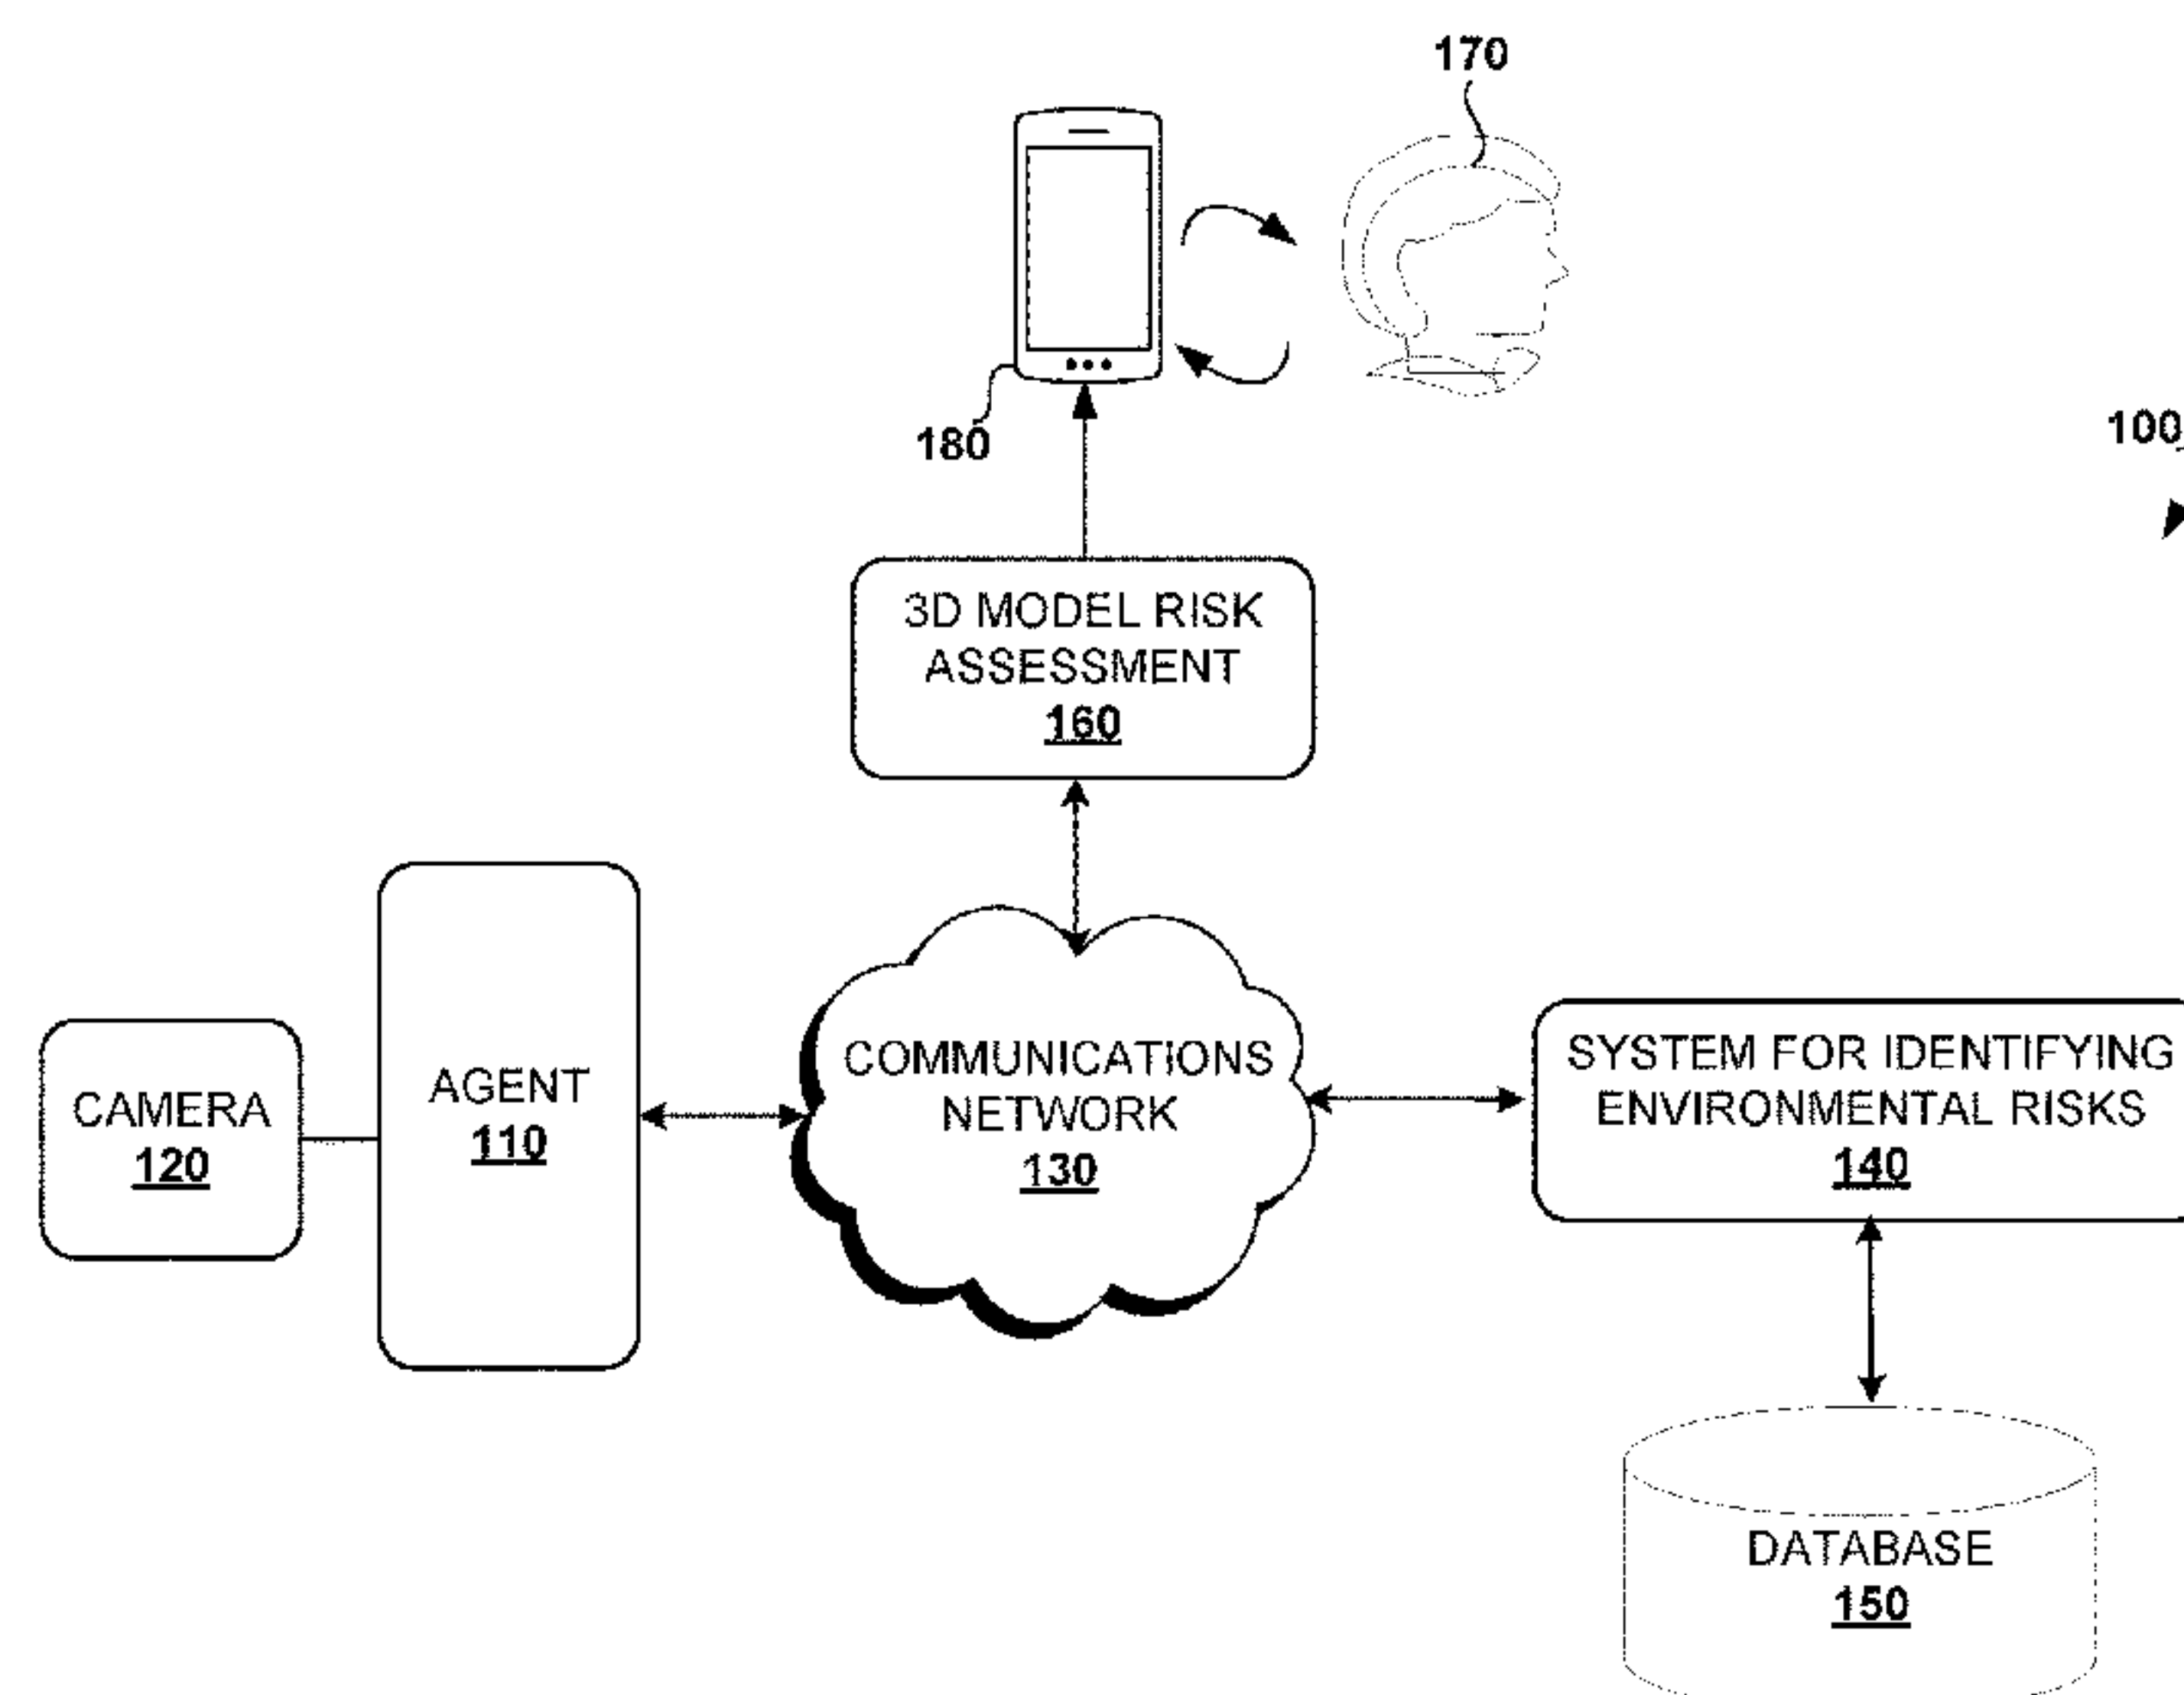 170
180
100
3D MODEL RISK
ASSESSMENT
160
CAMERA
120
AGENT
110
COMMUNICATIONS
NETWORK
130
SYSTEM FOR IDENTIFYING
ENVIRONMENTAL RISKS
140
DATABASE
150